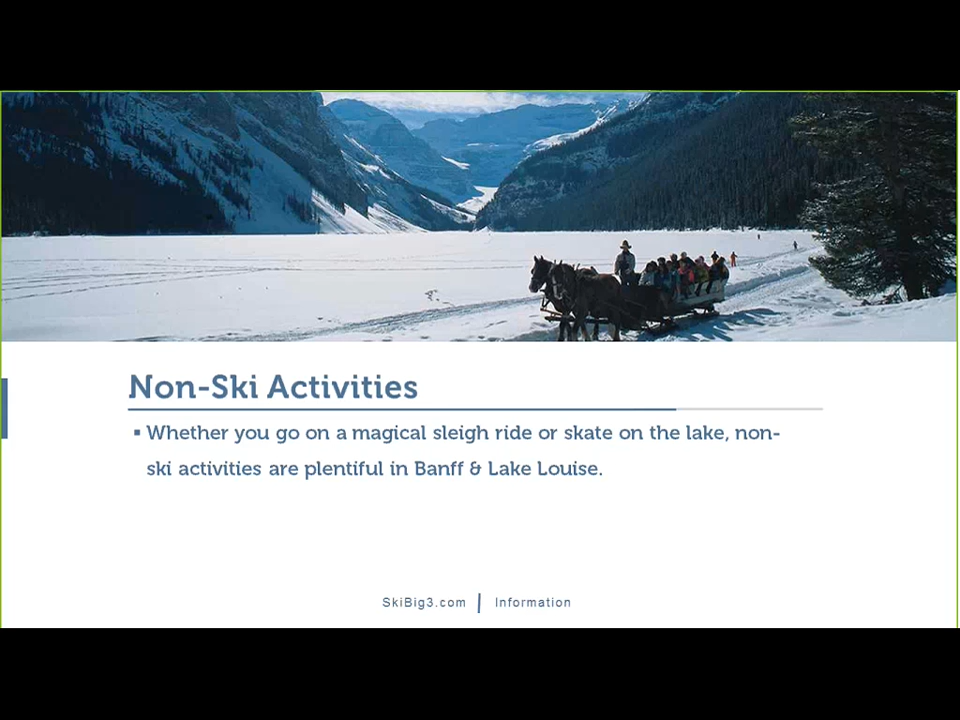 Non-Ski Activities
▪ Whether you go on a magical sleigh ride or skate on the lake, non-
ski activities are plentiful in Banff & Lake Louise.
SkiBig3.com | Information